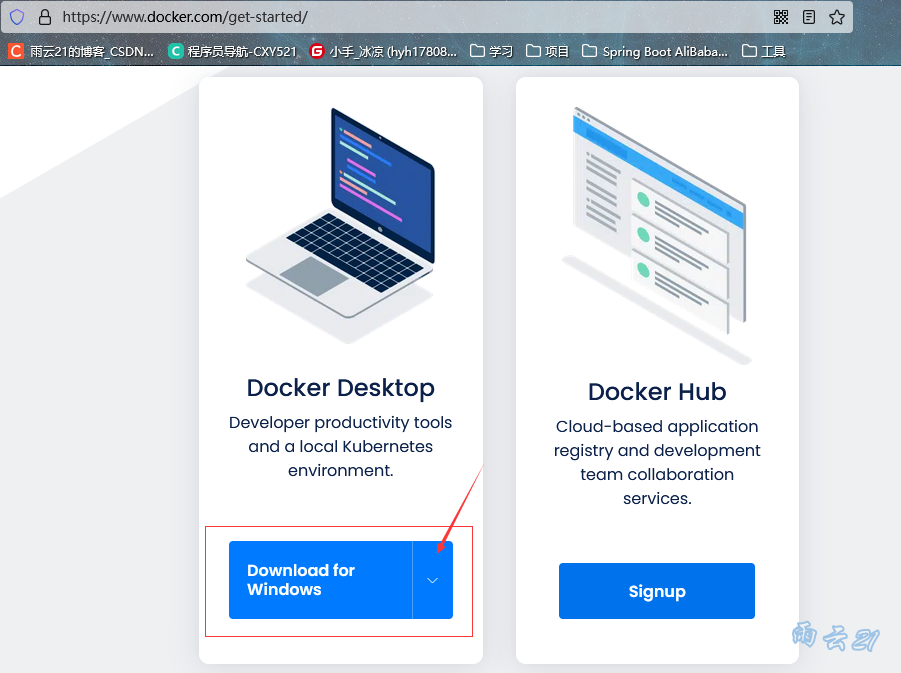 https://www.docker.com/get-started/
雨云21的博客_CSDN... 程序员导航-CXY521 小手_冰凉 (hyh17808... 学习 项目 Spring Boot AliBaba... 工具
Docker Desktop
Developer productivity tools
and a local Kubernetes
environment.
Download for
Windows
Docker Hub
Cloud-based application
registry and development
team collaboration
services.
Signup
雨云21